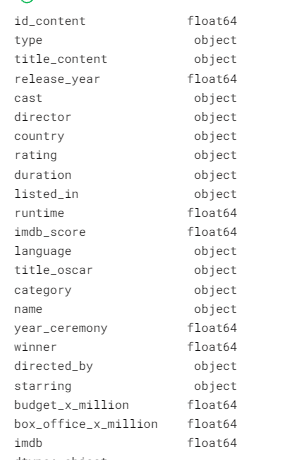 id_content float64
type object
title_content object
release_year float64
cast object
director object
country object
rating object
duration object
listed_in object
runtime float64
imdb_score float64
language object
title_oscar object
category object
name object
year_ceremony float64
winner float64
directed_by object
starring object
budget_x_million float64
box_office_x_million float64
imdb float64